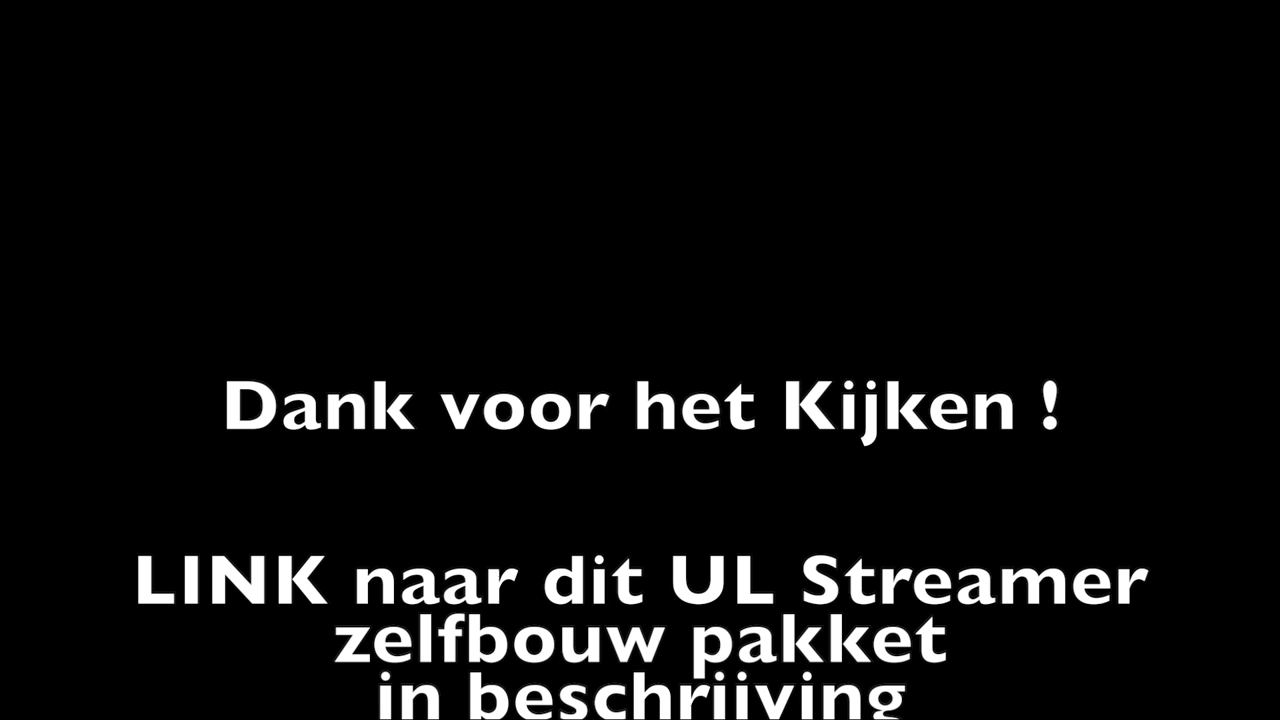 Dank voor het Kijken !
LINK naar dit UL Streamer
zelfbouw pakket
in beschrijving